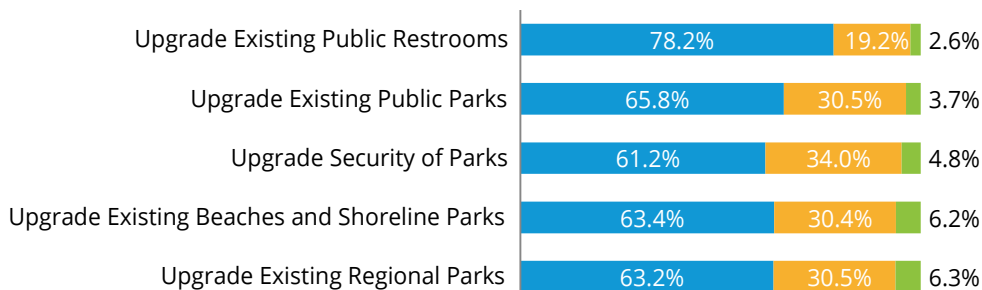 Upgrade Existing Public Restrooms 78.2% 19.2% 2.6%
Upgrade Existing Public Parks 65.8% 30.5% 3.7%
Upgrade Security of Parks 61.2% 34.0% 4.8%
Upgrade Existing Beaches and Shoreline Parks 63.4% 30.4% 6.2%
Upgrade Existing Regional Parks 63.2% 30.5% 6.3%